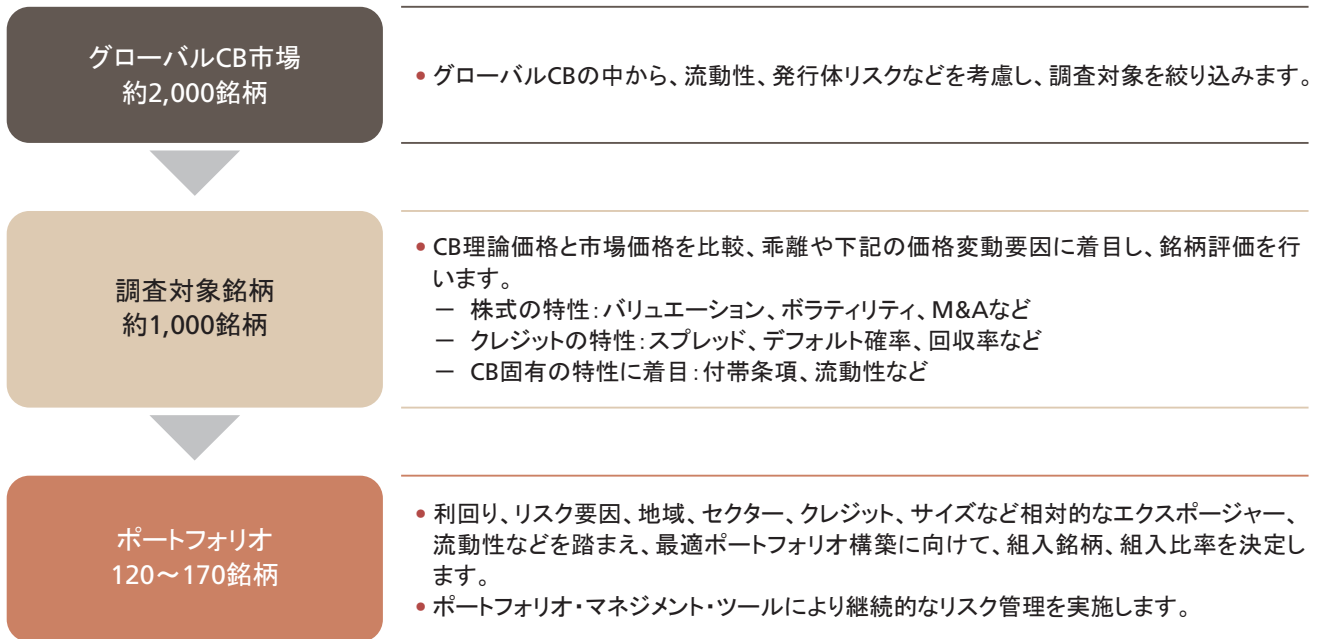 グローバルCB市場
約2,000銘柄
•グローバルCBの中から、流動性、発行体リスクなどを考慮し、調査対象を絞り込みます。
調査対象銘柄
約1,000銘柄
•CB理論価格と市場価格を比較、乖離や下記の価格変動要因に着目し、銘柄評価を行
います。
― 株式の特性：バリュエーション、ボラティリティ、M&Aなど
― クレジットの特性：スプレッド、デフォルト確率、回収率など
― CB固有の特性に着目：付帯条項、流動性など
ポートフォリオ
120〜170銘柄
•利回り、リスク要因、地域、セクター、クレジット、サイズなど相対的なエクスポージャー、
流動性などを踏まえ、最適ポートフォリオ構築に向けて、組入銘柄、組入比率を決定し
ます。
•ポートフォリオ・マネジメント・ツールにより継続的なリスク管理を実施します。